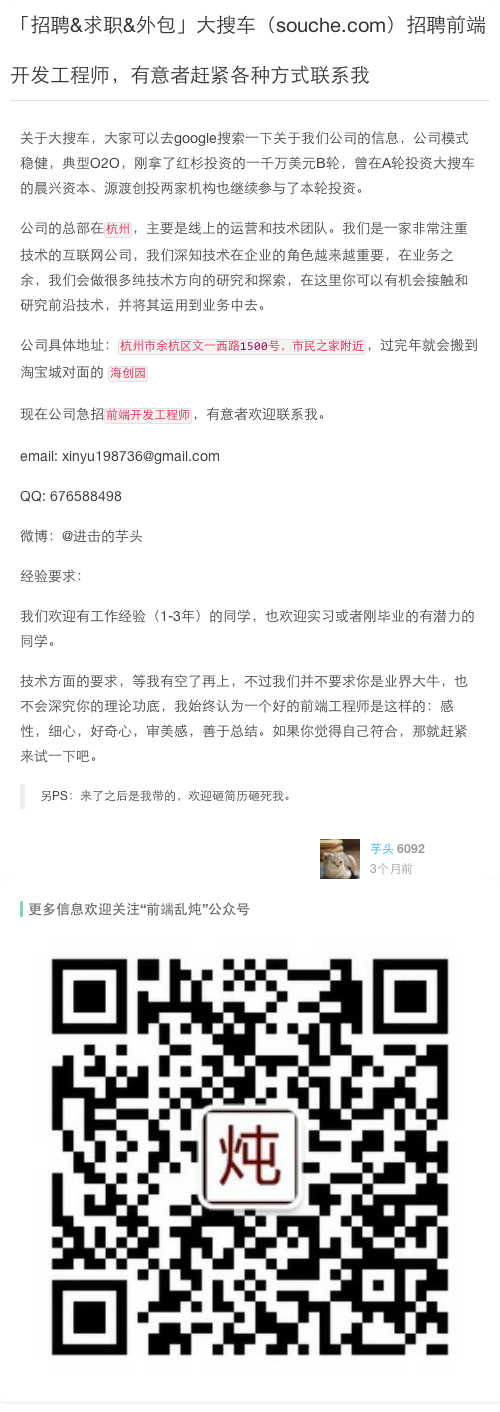 「招聘&求职&外包」大搜车（souche.com）招聘前端
开发工程师，有意者赶紧各种方式联系我
关于大搜车，大家可以去google搜索一下关于我们公司的信息，公司模式
稳健，典型O2O，刚拿了红杉投资的一千万美元B轮，曾在A轮投资大搜车
的晨兴资本、源渡创投两家机构也继续参与了本轮投资。
公司的总部在杭州，主要是线上的运营和技术团队。我们是一家非常注重
技术的互联网公司，我们深知技术在企业的角色越来越重要，在业务之
余，我们会做很多纯技术方向的研究和探索，在这里你可以有机会接触和
研究前沿技术，并将其运用到业务中去。
公司具体地址：杭州市余杭区文一西路1500号，市民之家附近，过完年就会搬到
淘宝城对面的 海创园
现在公司急招前端开发工程师，有意者欢迎联系我。
email: xinyu198736@gmail.com
QQ: 676588498
微博：@进击的芋头
经验要求：
我们欢迎有工作经验（1-3年）的同学，也欢迎实习或者刚毕业的有潜力的
同学。
技术方面的要求，等我有空了再上，不过我们并不要求你是业界大牛，也
不会深究你的理论功底，我始终认为一个好的前端工程师是这样的：感
性，细心，好奇心，审美感，善于总结。如果你觉得自己符合，那就赶紧
来试一下吧。
另PS：来了之后是我带的，欢迎砸简历砸死我。
芋头 6092
3个月前
更多信息欢迎关注“前端乱炖”公众号
炖